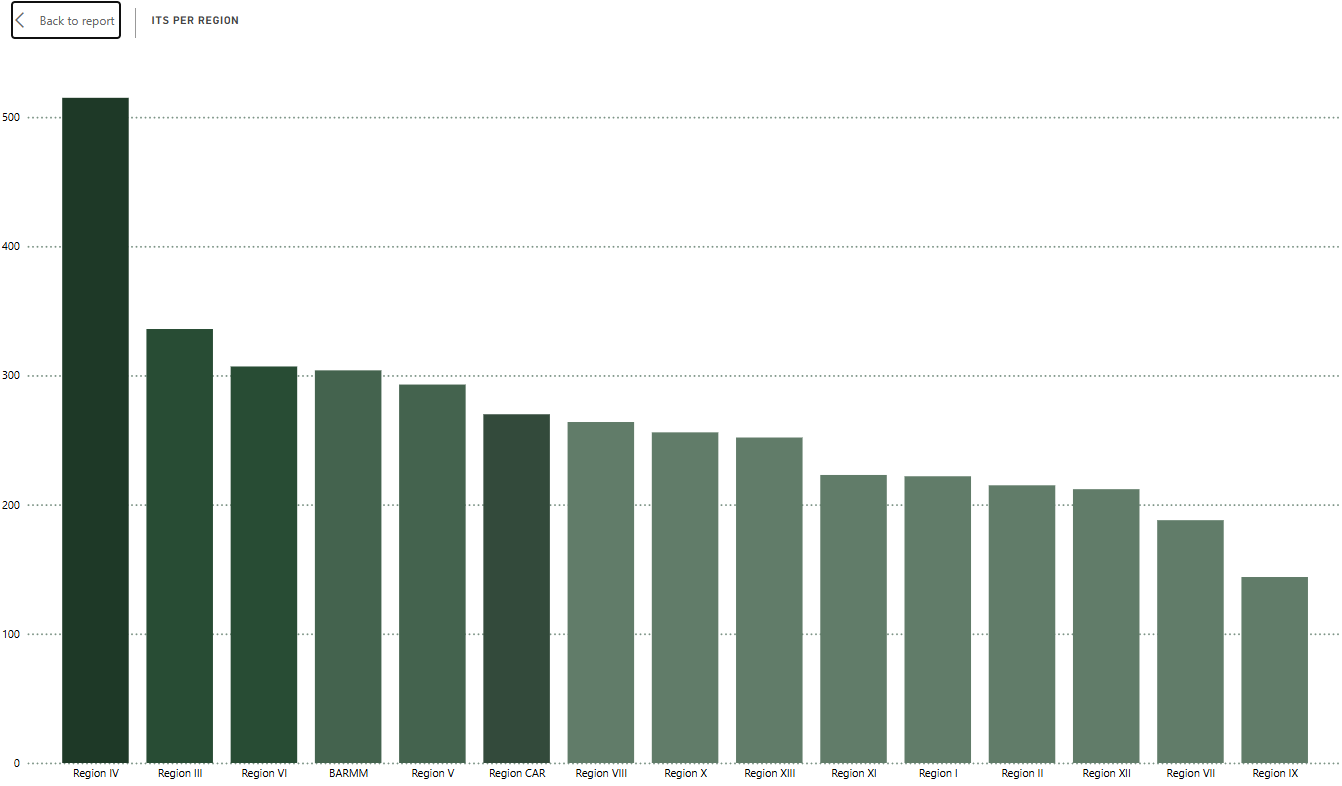 Back to report
ITS PER REGION
500
400
300
200
100
0
Region IV Region III Region VI BARMM Region V Region CAR Region VIII Region X Region XIII Region XI Region I Region II Region XII Region VII Region IX